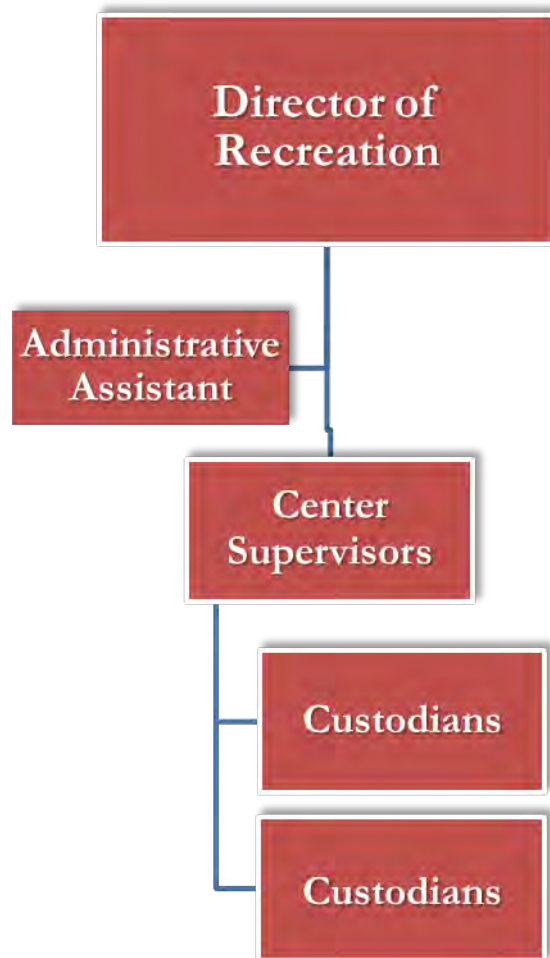 Director of
Recreation
Administrative
Assistant
Center
Supervisors
Custodians
Custodians